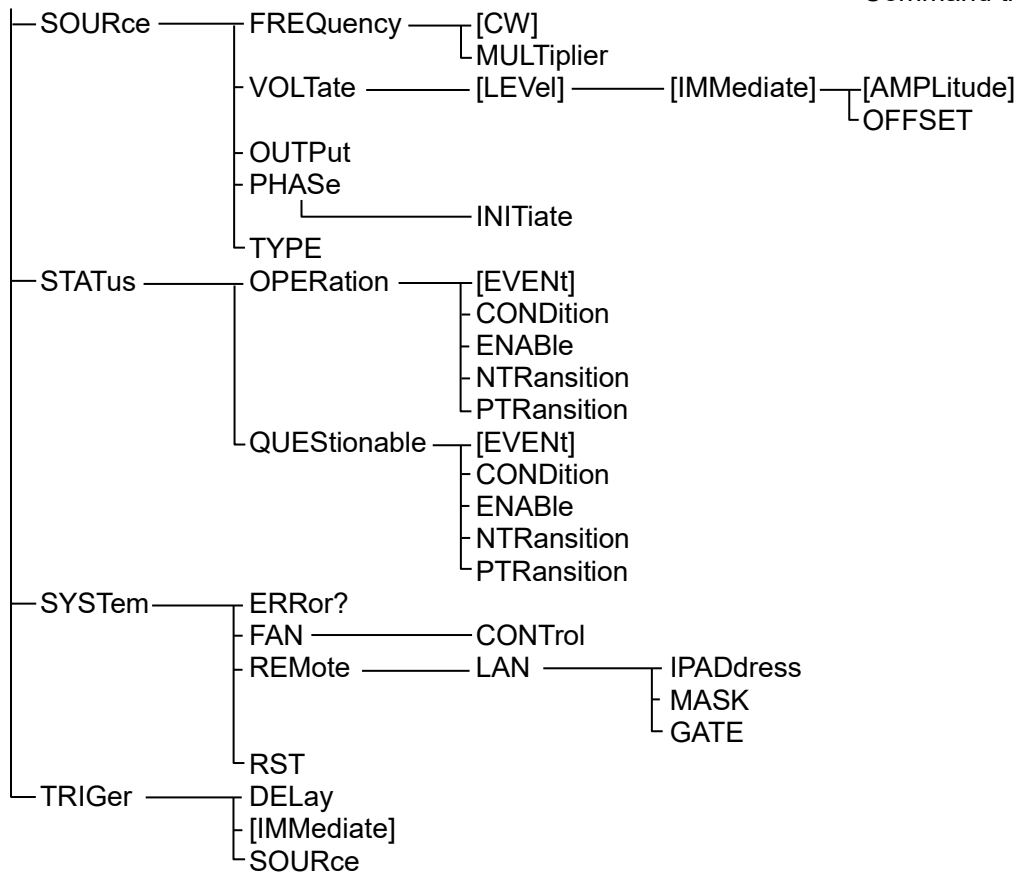 SOURce FREQuency [CW]
MULTiplier
VOLTate [LEVel] [IMMediate] [AMPLitude]
OFFSET
OUTPut
PHASe
INITiate
TYPE
STATus OPERation [EVENt]
CONDition
ENABle
NTRansition
PTRansition
QUEStionable [EVENt]
CONDition
ENABle
NTRansition
PTRansition
SYSTem ERRor?
FAN CONTrol
REMote LAN IPADdress
MASK
GATE
RST
TRIGer DELay
[IMMediate]
SOURce